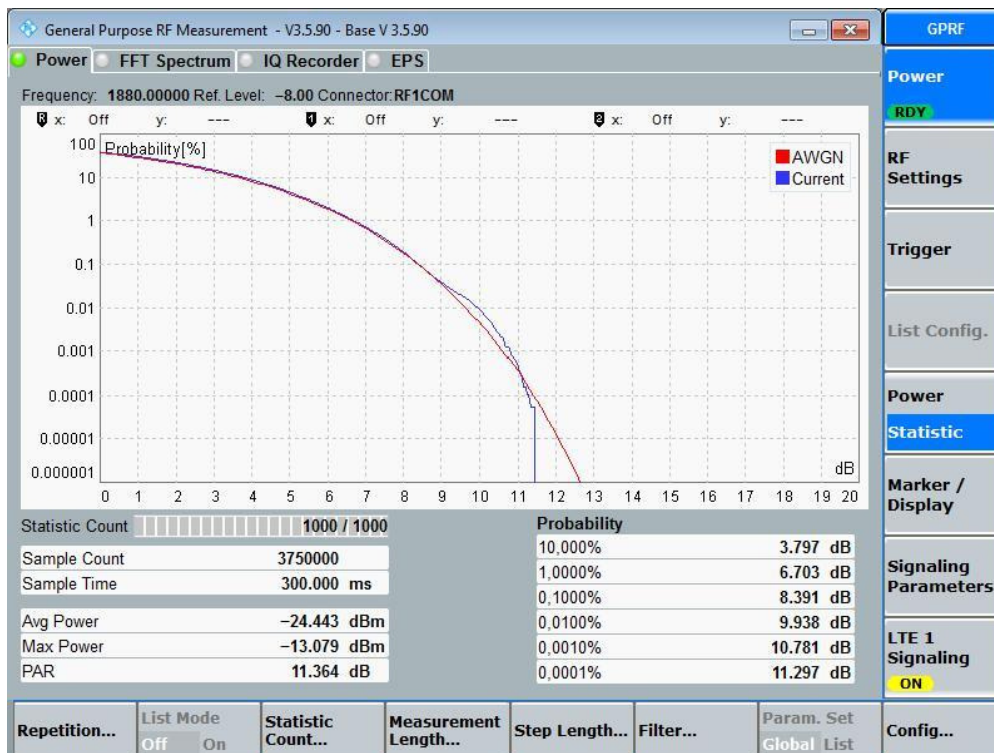 General Purpose RF Measurement - V3.5.90 - Base V 3.5.90
GPRF
Power FFT Spectrum IQ Recorder EPS
Frequency: 1880.00000 Ref. Level: −8.00 Connector: RF1COM
R x: Off y: --- 1 x: Off y: --- 2 x: Off y: ---
Probability[%]
AWGN
Current
100
10
1
0.1
0.01
0.001
0.0001
0.00001
0.000001
dB
0 1 2 3 4 5 6 7 8 9 10 11 12 13 14 15 16 17 18 19 20
Statistic Count 1000 / 1000
Sample Count 3750000
Sample Time 300.000 ms
Avg Power −24.443 dBm
Max Power −13.079 dBm
PAR 11.364 dB
Probability
10,000% 3.797 dB
1,0000% 6.703 dB
0,1000% 8.391 dB
0,0100% 9.938 dB
0,0010% 10.781 dB
0,0001% 11.297 dB
Power
RDY
RF
Settings
Trigger
List Config.
Power
Statistic
Marker /
Display
Signaling
Parameters
LTE 1
Signaling
ON
Repetition...
List Mode
Off On
Statistic
Count...
Measurement
Length...
Step Length...
Filter...
Param. Set
Global List
Config...